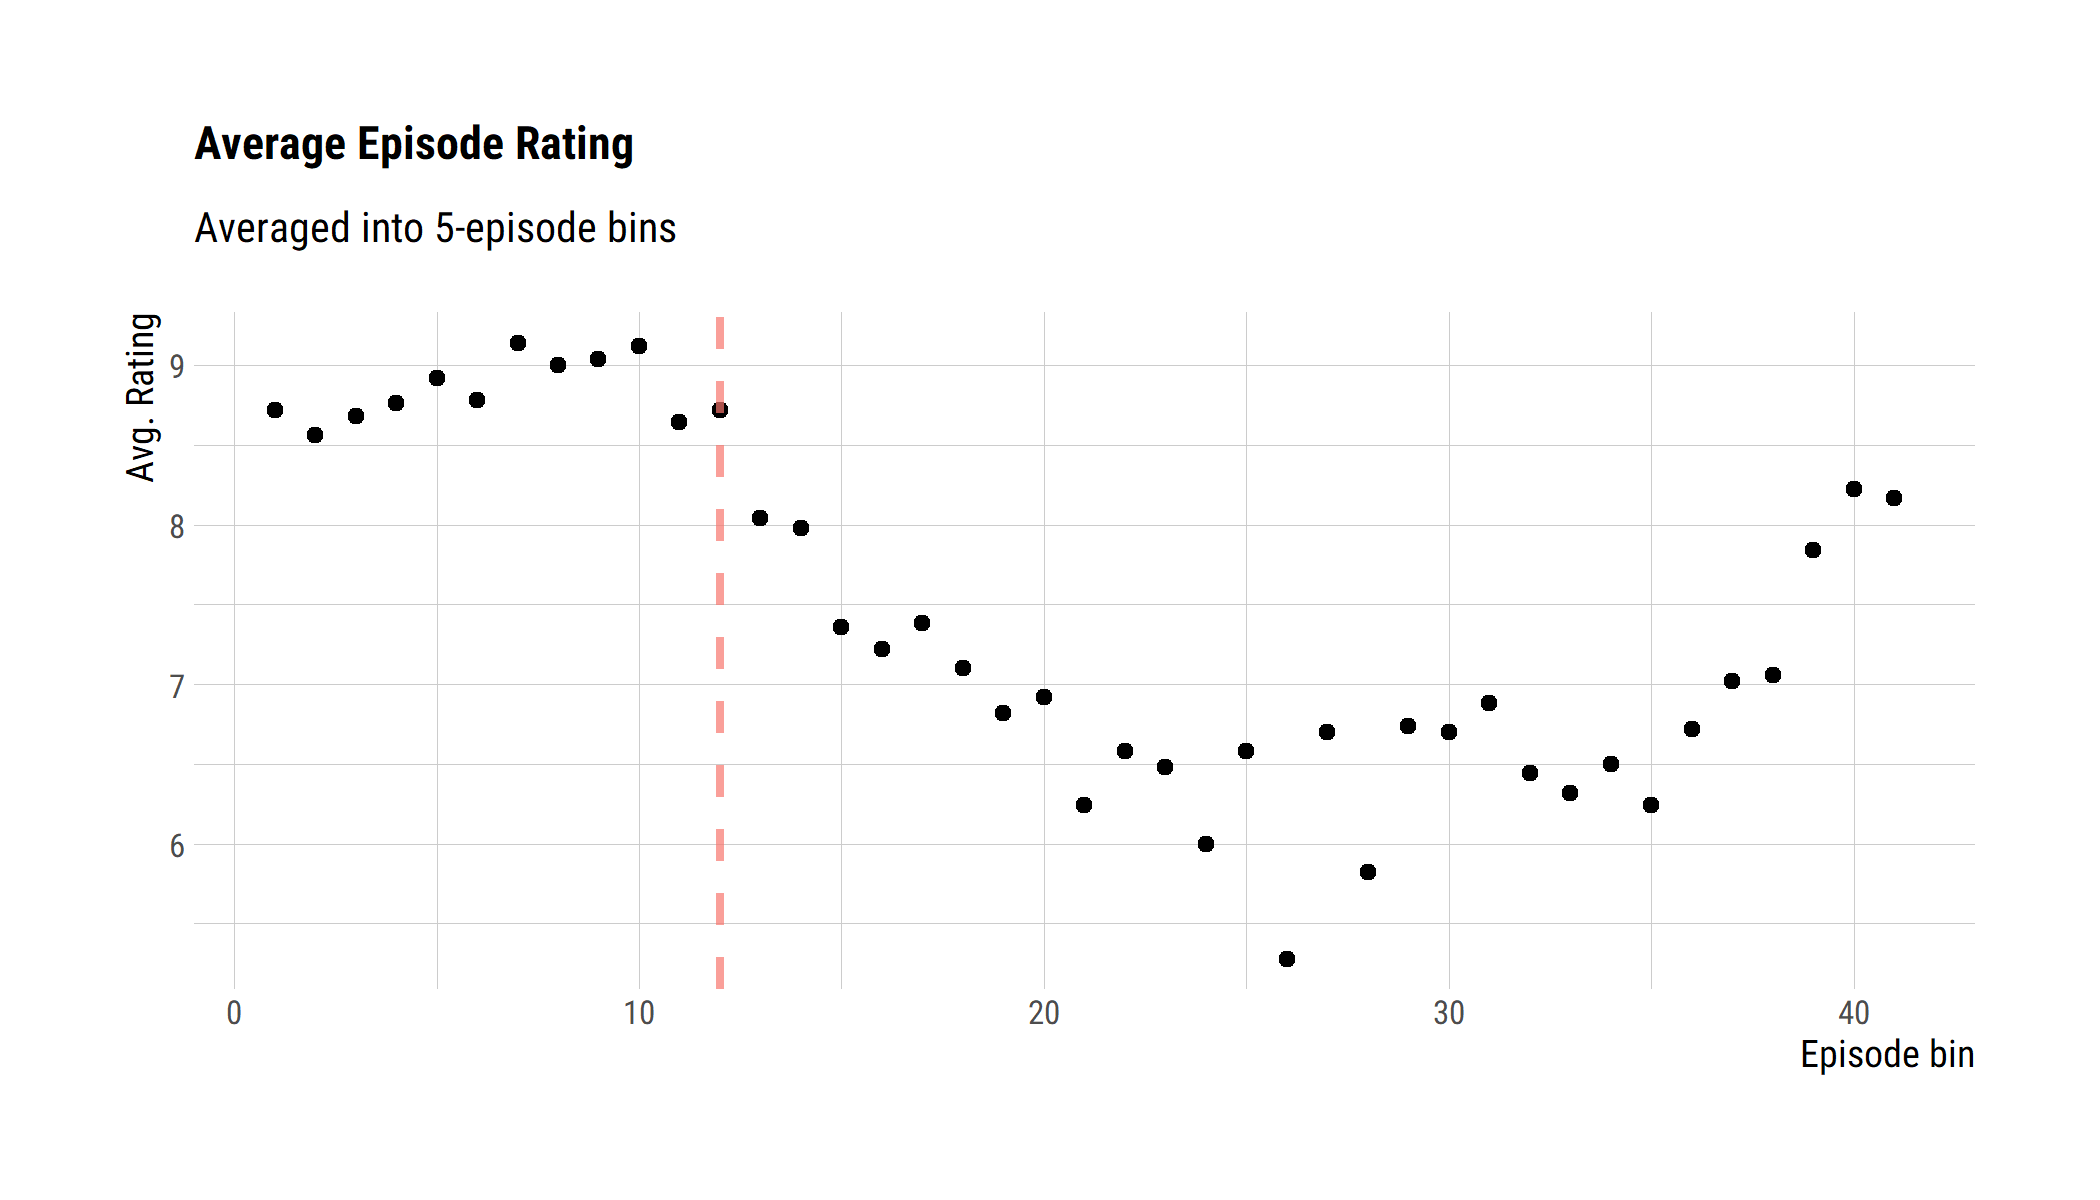 Average Episode Rating
Averaged into 5-episode bins
Avg. Rating
9
8
7
6
0 10 20 30 40
Episode bin